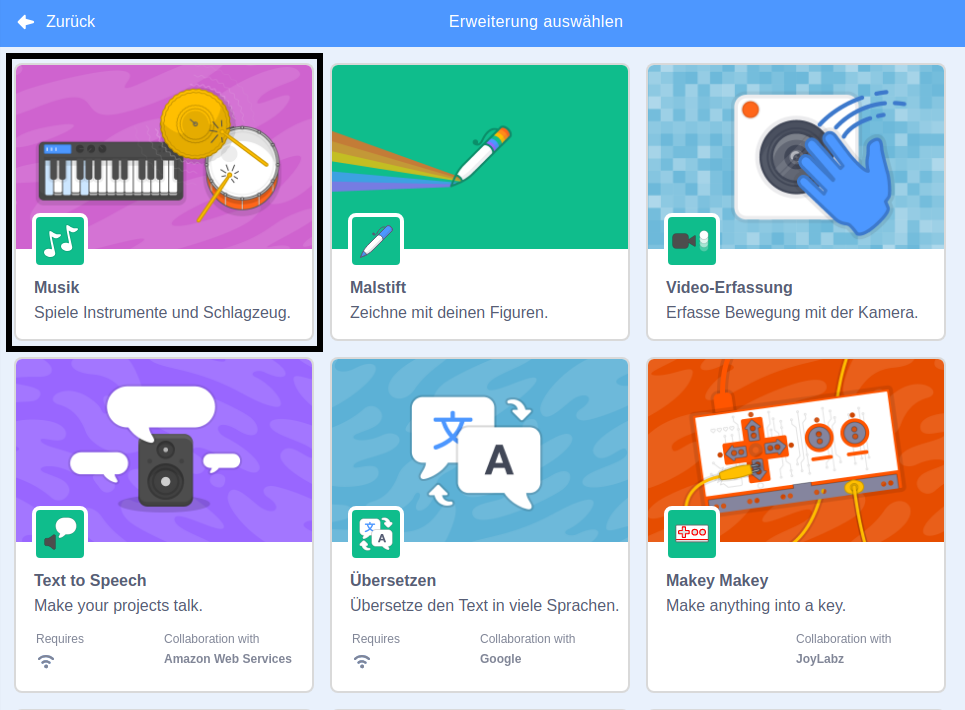 Zurück
Erweiterung auswählen
Musik
Spiele Instrumente und Schlagzeug.
Malstift
Zeichne mit deinen Figuren.
Video-Erfassung
Erfasse Bewegung mit der Kamera.
文
A
Text to Speech
Make your projects talk.
Requires
Collaboration with
Amazon Web Services
文
A
Übersetzen
Übersetze den Text in viele Sprachen.
Requires
Collaboration with
Google
Makey Makey
Make anything into a key.
Collaboration with
JoyLabz